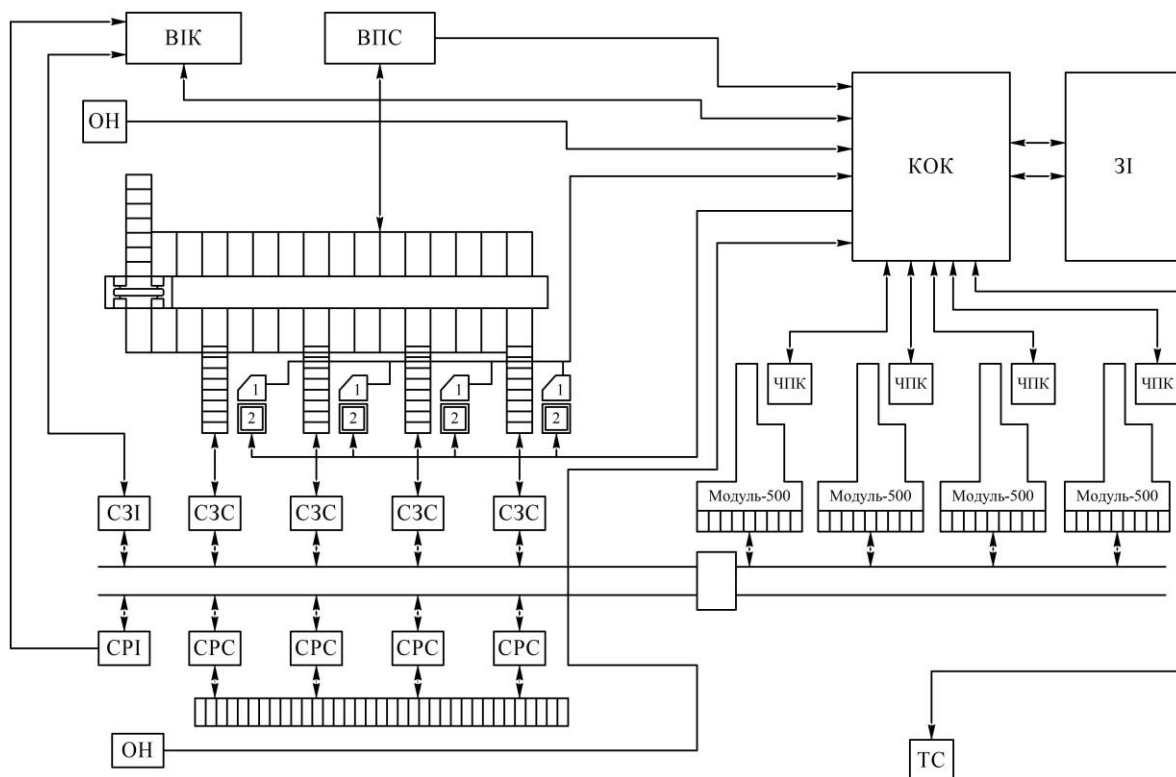 ВІК
ВПС
ОН
КОК
ЗІ
ЧПК
ЧПК
ЧПК
ЧПК
1
1
1
1
2
2
2
2
Модуль-500
Модуль-500
Модуль-500
Модуль-500
СЗІ
СЗС
СЗС
СЗС
СЗС
СРІ
СРС
СРС
СРС
СРС
ОН
ТС